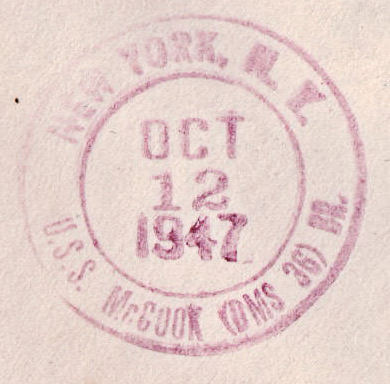 NEW YORK, N. Y.
OCT
12
1947
U.S.S. McCOOK (DMS 36) BR.